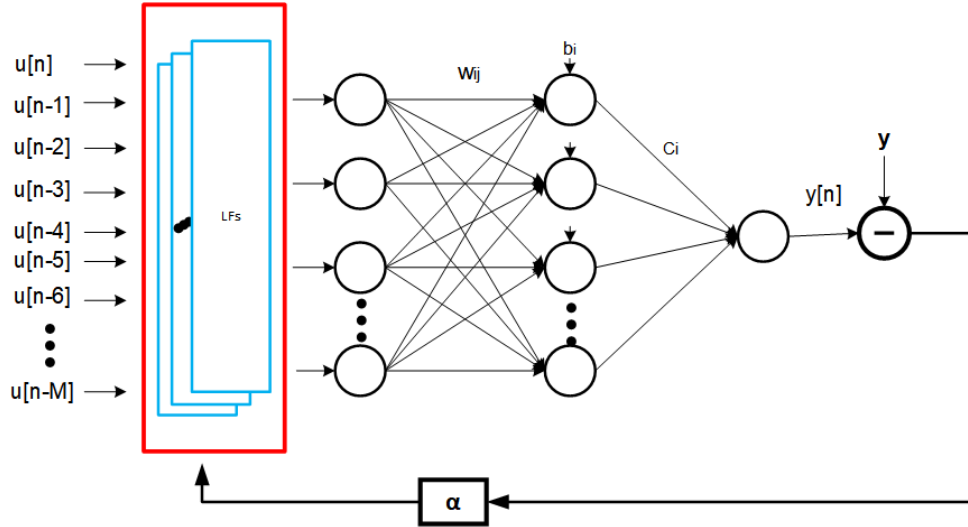 u[n]
u[n-1]
u[n-2]
u[n-3]
u[n-4]
u[n-5]
u[n-6]
u[n-M]
LFs
Wij
bi
Ci
y[n]
y
−
α